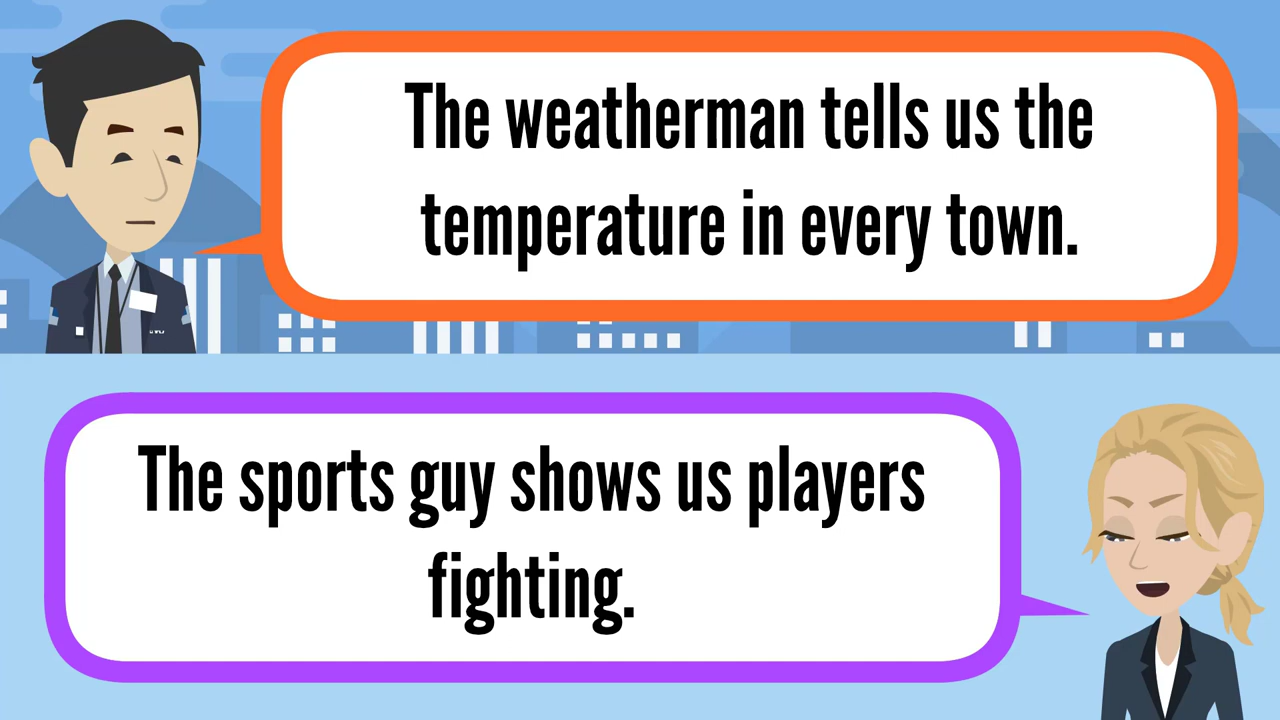 The weatherman tells us the
temperature in every town.
The sports guy shows us players
fighting.